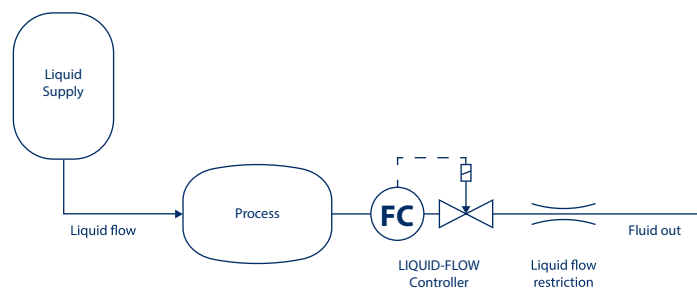 Liquid
Supply
Liquid flow
Process
FC
LIQUID-FLOW
Controller
Liquid flow
restriction
Fluid out